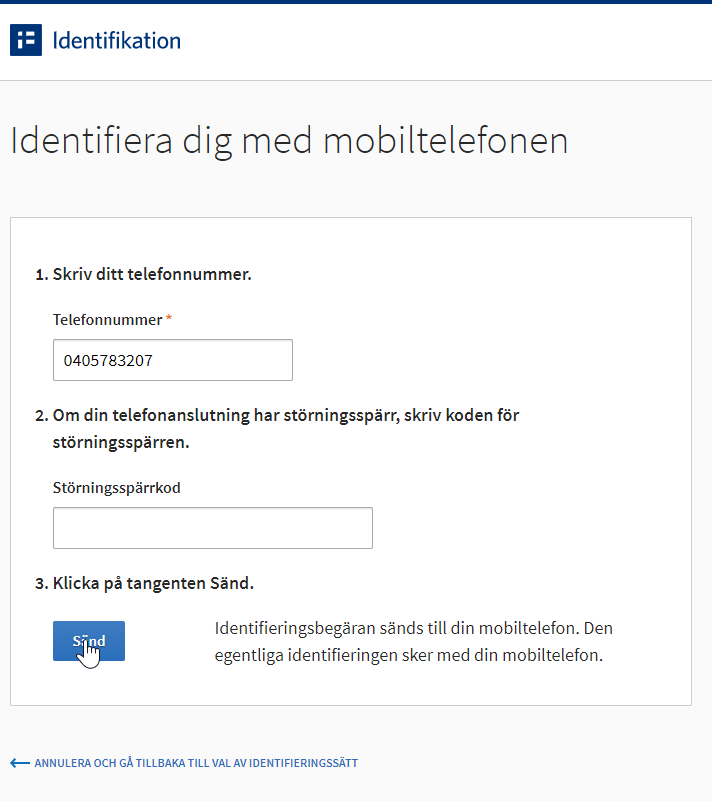 Identifikation
Identifiera dig med mobiltelefonen
1. Skriv ditt telefonnummer.
Telefonnummer *
0405783207
2. Om din telefonanslutning har störningsspärr, skriv koden för
störningsspärren.
Störningsspärrkod
3. Klicka på tangenten Sänd.
Sänd
Identifieringsbegäran sänds till din mobiltelefon. Den
egentliga identifieringen sker med din mobiltelefon.
ANNULERA OCH GÅ TILLBAKA TILL VAL AV IDENTIFIERINGSSÄTT